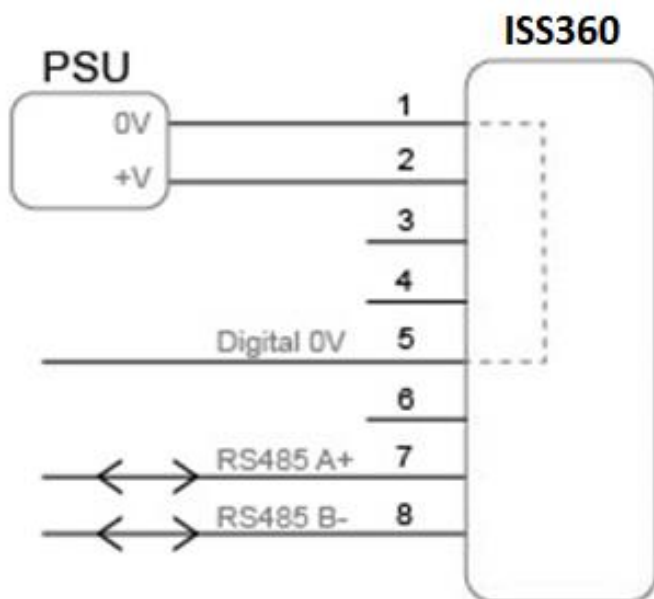 ISS360
PSU
0V 1
+V 2
3
4
Digital 0V 5
6
RS485 A+ 7
RS485 B- 8